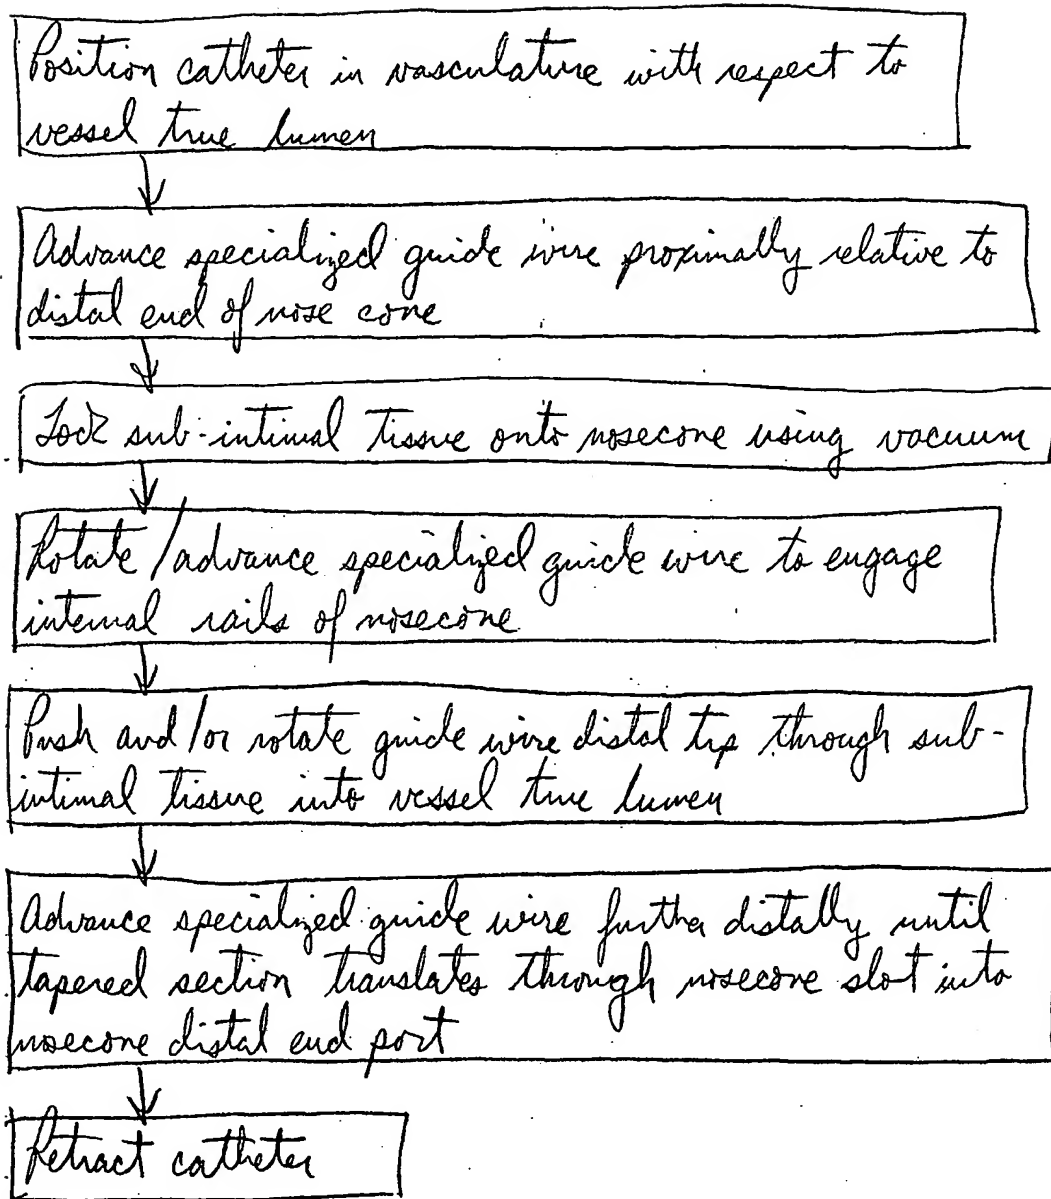 Position catheter in vasculature with respect to
vessel true lumen
Advance specialized guide wire proximally relative to
distal end of nose cone
Lock sub-intimal tissue onto nosecone using vacuum
Rotate/advance specialized guide wire to engage
internal rails of nosecone
Push and/or rotate guide wire distal tip through sub-
intimal tissue into vessel true lumen
Advance specialized guide wire further distally until
tapered section translates through nosecone slot into
nosecone distal end port
Retract catheter